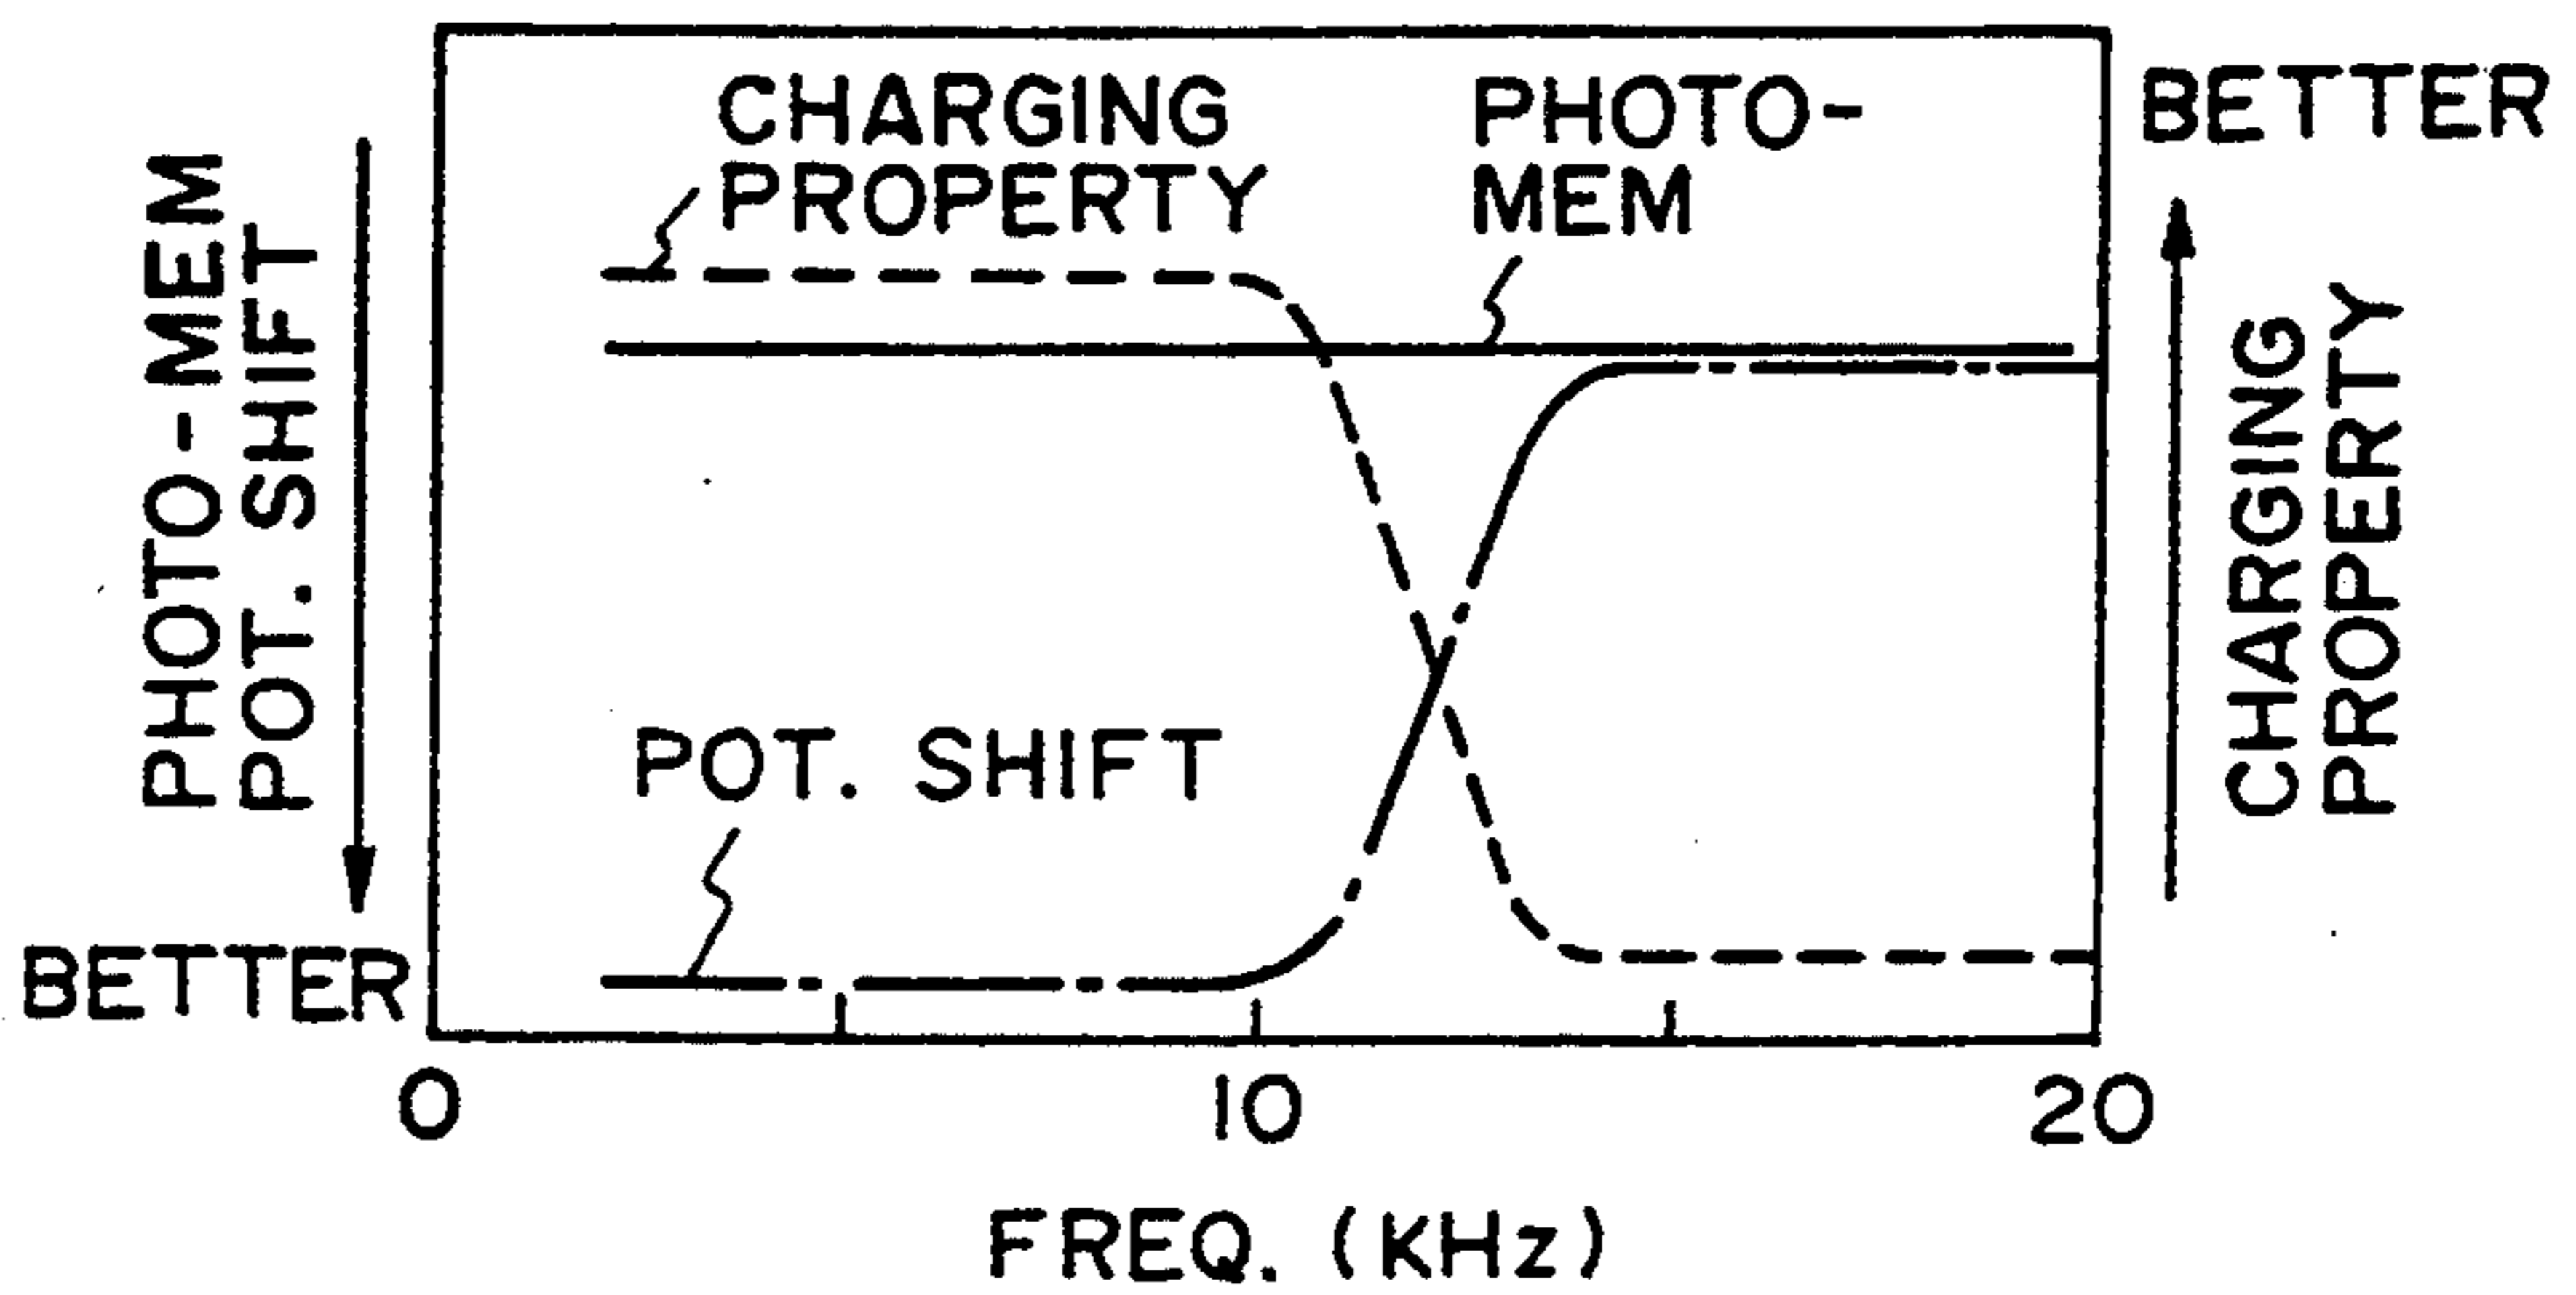 CHARGING
PROPERTY
PHOTO-
MEM
BETTER
PHOTO-MEM
POT. SHIFT
CHARGING
PROPERTY
POT. SHIFT
BETTER
0
10
20
FREQ. (KHz)